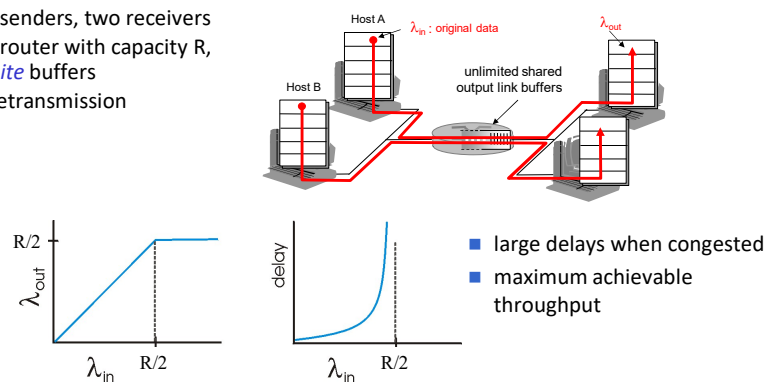 senders, two receivers
router with capacity R,
ite buffers
etransmission
Host A
λin : original data
λout
Host B
unlimited shared
output link buffers
R/2
λout
λin
R/2
delay
λin
R/2
large delays when congested
maximum achievable
throughput